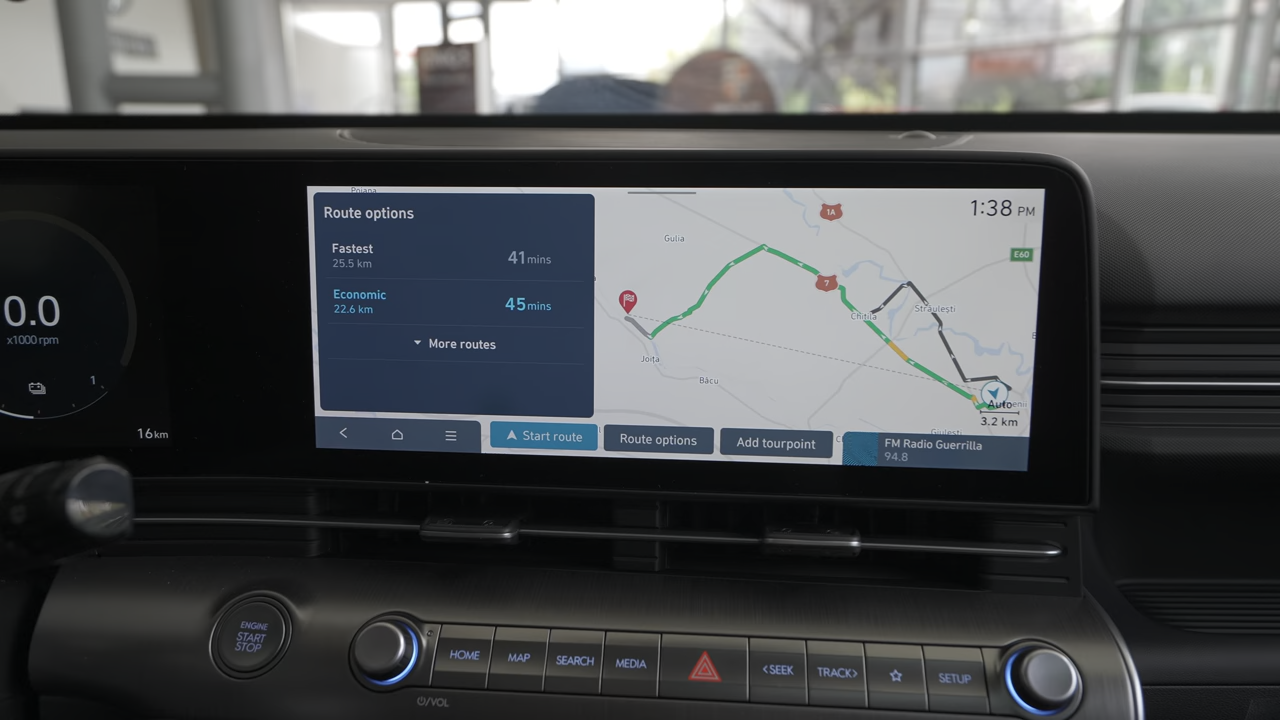 0.0
x1000 rpm
1
16km
Poiana
Route options
Fastest
25.5 km
41 mins
Economic
22.6 km
45 mins
More routes
1:38 PM
1A
E60
Gulia
7
Chitila
Străulești
Joița
Băcu
Auto
3.2 km
Giulești
Start route
Route options
Add tourpoint
FM Radio Guerrilla
94.8
ENGINE
START
STOP
HOME
MAP
SEARCH
MEDIA
<SEEK
TRACK>
SETUP
/VOL